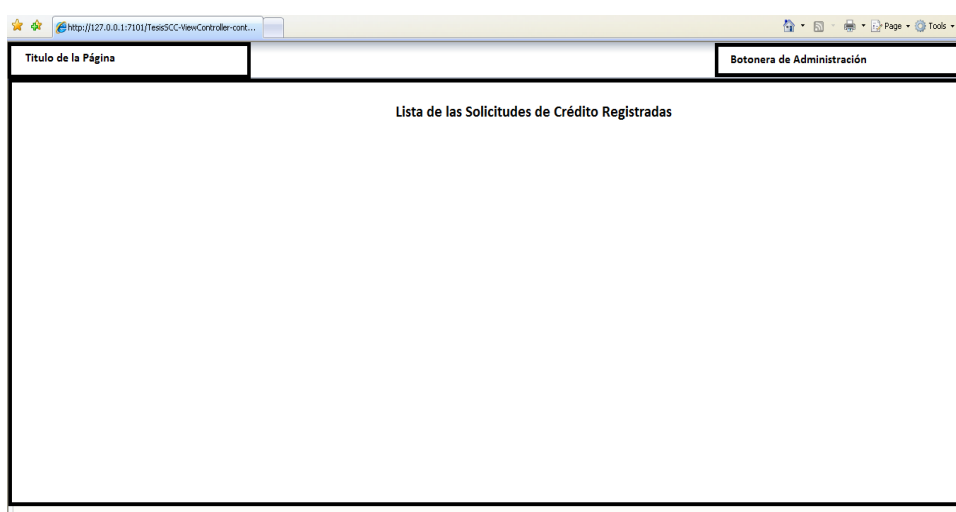 http://127.0.0.1:7101/TesisSCC-ViewController-cont...
Page
Tools
Titulo de la Página
Botonera de Administración
Lista de las Solicitudes de Crédito Registradas